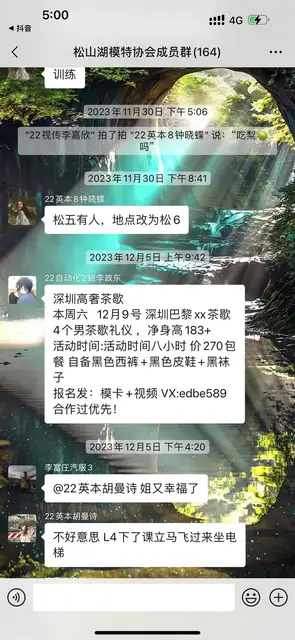 5:00
4G
抖音
松山湖模特协会成员群(164)
训练
2023年11月30日 下午 5:06
"22视传李嘉欣" 拍了拍 "22英本8钟晓蝶" 说：“吃梨🍐
吗”
2023年11月30日 下午 8:41
22英本8钟晓蝶
松五有人，地点改为松６
2023年12月5日 上午 9:42
22自动化2班李政东
深圳高奢茶歇
本周六 12月9号 深圳巴黎xx茶歇
4个男茶歇礼仪 ，净身高183+
活动时间:活动时间八小时 价270包
餐 自备黑色西裤+黑色皮鞋+黑袜
子
报名发：模卡+视频 VX:edbe589
合作过优先！
2023年12月5日 下午 4:20
李富庄汽服3
@22英本胡曼诗 姐又幸福了
22英本胡曼诗
不好意思 L4下了课立马飞过来坐电
梯